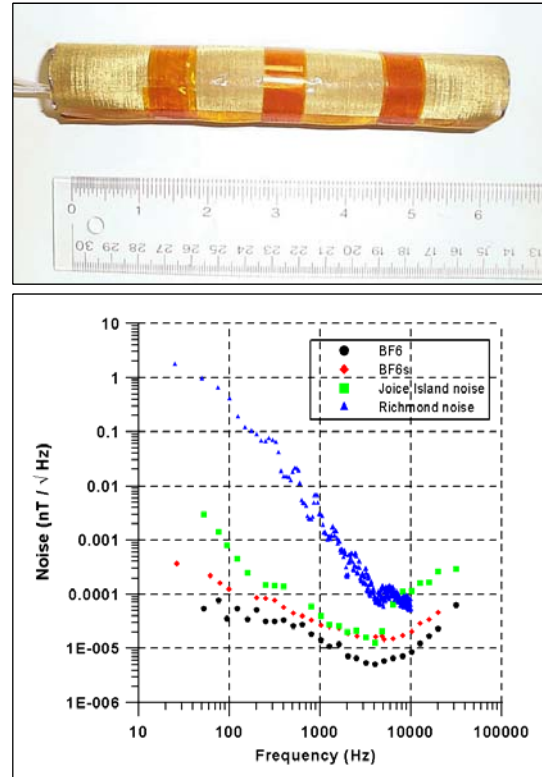 0 1 2 3 4 5 6
30 29 28 27 26 25 24 23 22 21 20 19 18 17 16 15 14 13
10
1
0.1
0.01
0.001
0.0001
1E-005
1E-006
Noise (nT / √ Hz)
BF6
BF6s
Joice Island noise
Richmond noise
10 100 1000 10000 100000
Frequency (Hz)